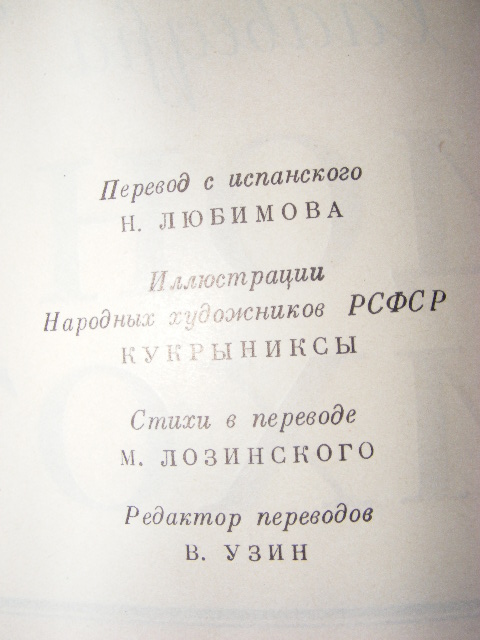 Перевод с испанского
Н. ЛЮБИМОВА
Иллюстрации
Народных художников РСФСР
КУКРЫНИКСЫ
Стихи в переводе
М. ЛОЗИНСКОГО
Редактор переводов
В. УЗИН